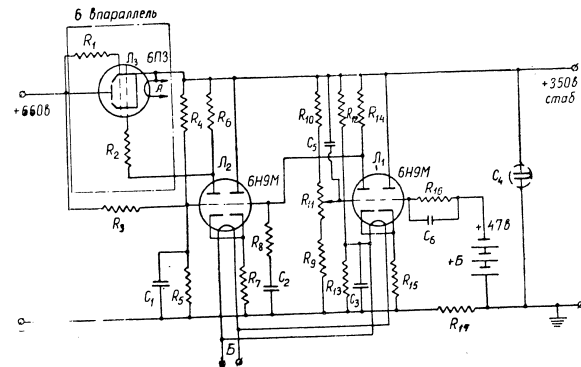 6 впараллель
R1
Л3
6П3
А
+660в
R2
R4
R6
R3
Л2
6Н9М
R8
R7
C1
R5
C2
Б
C5
R10
R12
R14
Л1
6Н9М
R11
R9
R13
C3
R15
R16
C6
+ 47в
+Б
R17
C4
+350в
стаб